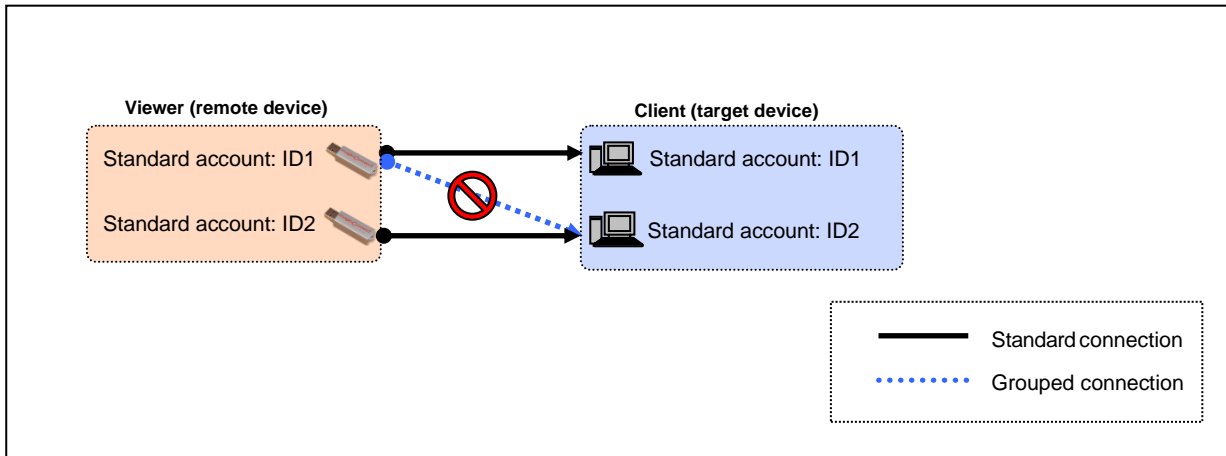 Viewer (remote device)
Client (target device)
Standard account: ID1
Standard account: ID1
Standard account: ID2
Standard account: ID2
Standard connection
Grouped connection